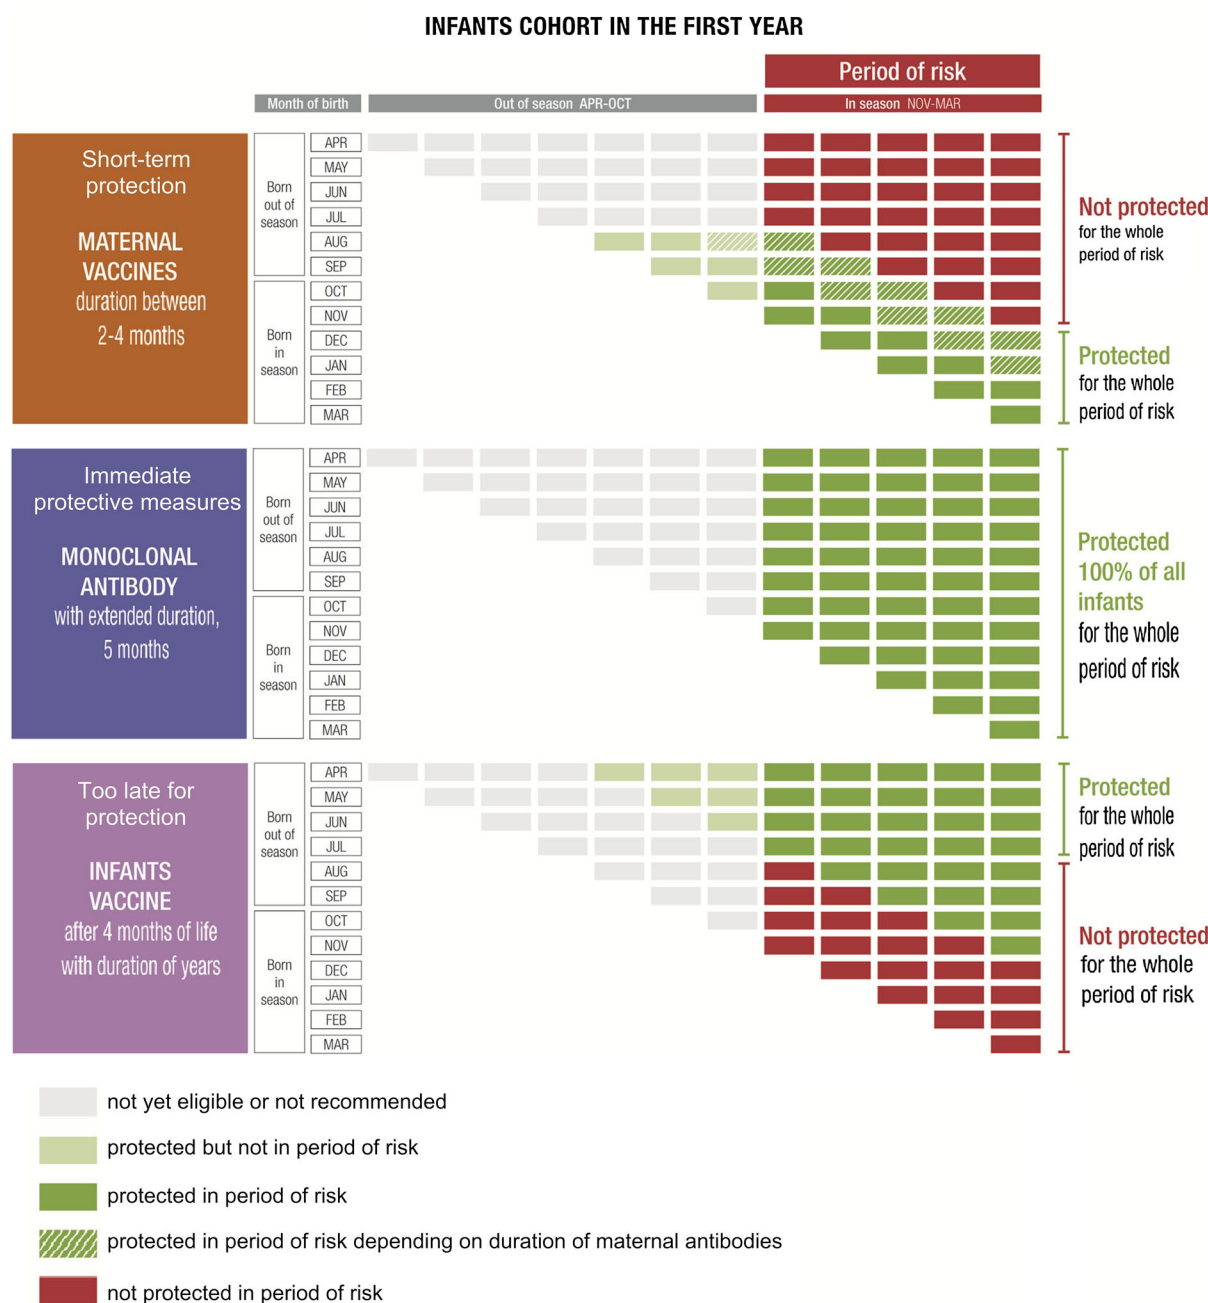 INFANTS COHORT IN THE FIRST YEAR
Period of risk
Month of birth
Out of season APR-OCT
In season NOV-MAR
Short-term
protection
MATERNAL
VACCINES
duration between
2-4 months
Born
out of
season
Born
in
season
APR
MAY
JUN
JUL
AUG
SEP
OCT
NOV
DEC
JAN
FEB
MAR
Not protected
for the whole
period of risk
Protected
for the whole
period of risk
Immediate
protective measures
MONOCLONAL
ANTIBODY
with extended duration,
5 months
Born
out of
season
Born
in
season
APR
MAY
JUN
JUL
AUG
SEP
OCT
NOV
DEC
JAN
FEB
MAR
Protected
100% of all
infants
for the whole
period of risk
Too late for
protection
INFANTS
VACCINE
after 4 months of life
with duration of years
Born
out of
season
Born
in
season
APR
MAY
JUN
JUL
AUG
SEP
OCT
NOV
DEC
JAN
FEB
MAR
Protected
for the whole
period of risk
Not protected
for the whole
period of risk
not yet eligible or not recommended
protected but not in period of risk
protected in period of risk
protected in period of risk depending on duration of maternal antibodies
not protected in period of risk